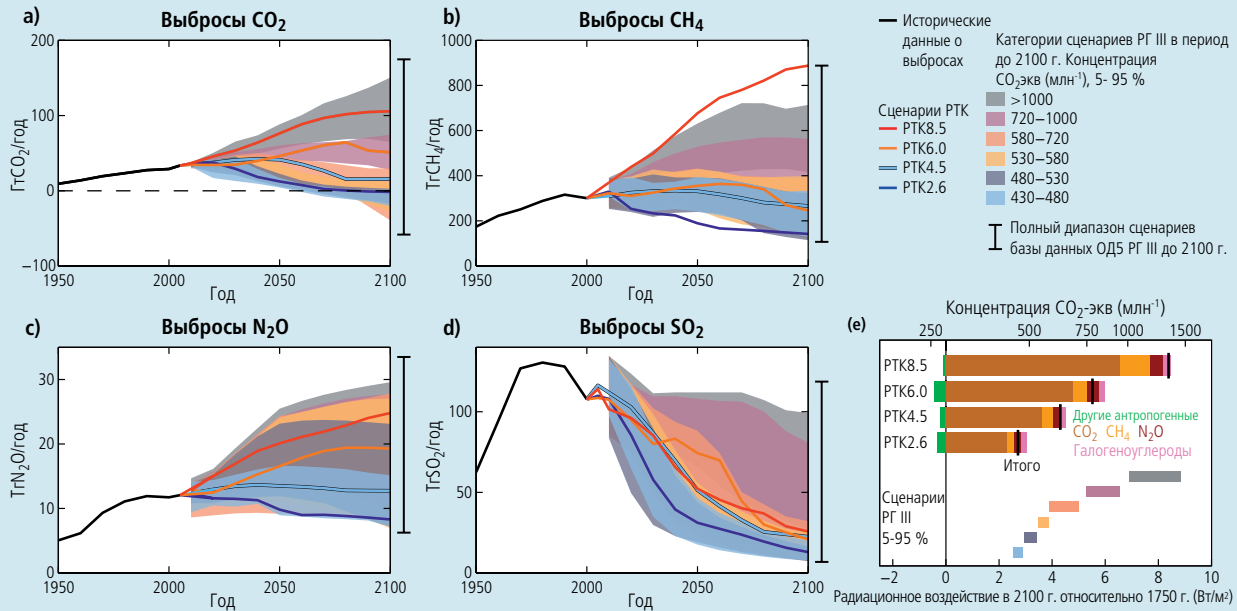 a) Выбросы CO₂
200
100
0
−100
ГтCO₂/год
1950 2000 2050 2100
Год
b) Выбросы CH₄
1000
800
600
400
200
0
ТгCH₄/год
1950 2000 2050 2100
Год
Исторические
данные о
выбросах
Сценарии РТК
РТК8.5
РТК6.0
РТК4.5
РТК2.6
Категории сценариев РГ III в период
до 2100 г. Концентрация
CO₂экв (млн⁻¹), 5- 95 %
>1000
720−1000
580−720
530−580
480−530
430−480
Полный диапазон сценариев
базы данных ОД5 РГ III до 2100 г.
c) Выбросы N₂O
30
20
10
0
ТгN₂O/год
1950 2000 2050 2100
Год
d) Выбросы SO₂
100
50
0
ТгSO₂/год
1950 2000 2050 2100
Год
(e) Концентрация CO₂-экв (млн⁻¹)
250 500 750 1000 1500
РТК8.5
РТК6.0
РТК4.5
РТК2.6
Другие антропогенные
CO₂ CH₄ N₂O
Галогеноуглероды
Итого
Сценарии
РГ III
5-95 %
−2 0 2 4 6 8 10
Радиационное воздействие в 2100 г. относительно 1750 г. (Вт/м²)